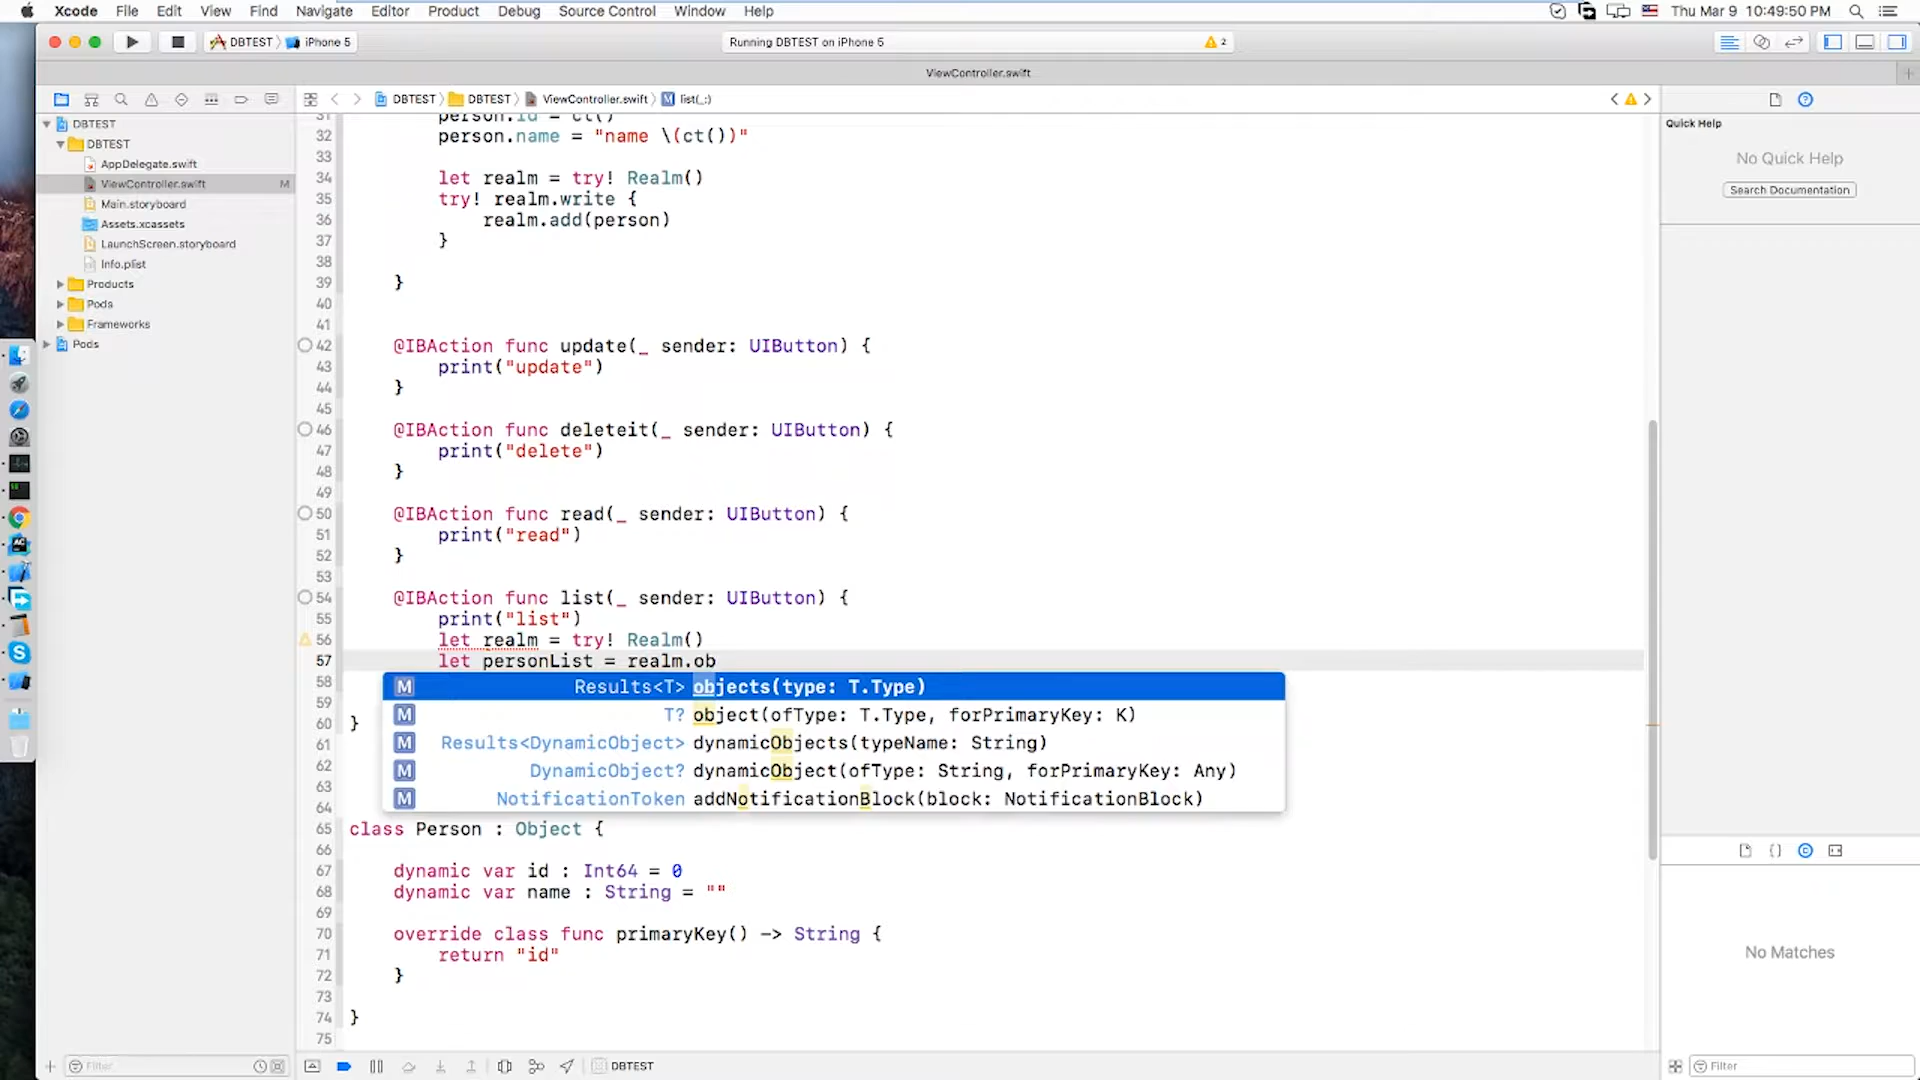 Xcode File Edit View Find Navigate Editor Product Debug Source Control Window Help Thu Mar 9 10:49:50 PM
DBTEST iPhone 5 Running DBTEST on iPhone 5 2
ViewController.swift
DBTEST DBTEST ViewController.swift M list(_:)
Quick Help
No Quick Help
Search Documentation
DBTEST
DBTEST
AppDelegate.swift
ViewController.swift M
Main.storyboard
Assets.xcassets
LaunchScreen.storyboard
Info.plist
Products
Pods
Frameworks
Pods
31 person.id = ct()
32 person.name = "name \(ct())"
33
34 let realm = try! Realm()
35 try! realm.write {
36 realm.add(person)
37 }
38
39 }
40
41
42 @IBAction func update(_ sender: UIButton) {
43 print("update")
44 }
45
46 @IBAction func deleteit(_ sender: UIButton) {
47 print("delete")
48 }
49
50 @IBAction func read(_ sender: UIButton) {
51 print("read")
52 }
53
54 @IBAction func list(_ sender: UIButton) {
55 print("list")
56 let realm = try! Realm()
57 let personList = realm.ob
58 M Results<T> objects(type: T.Type)
59 M T? object(ofType: T.Type, forPrimaryKey: K)
60 }
61 M Results<DynamicObject> dynamicObjects(typeName: String)
62 M DynamicObject? dynamicObject(ofType: String, forPrimaryKey: Any)
63 M NotificationToken addNotificationBlock(block: NotificationBlock)
64
65 class Person : Object {
66
67 dynamic var id : Int64 = 0
68 dynamic var name : String = ""
69
70 override class func primaryKey() -> String {
71 return "id"
72 }
73
74 }
75
No Matches
Filter
DBTEST
Filter